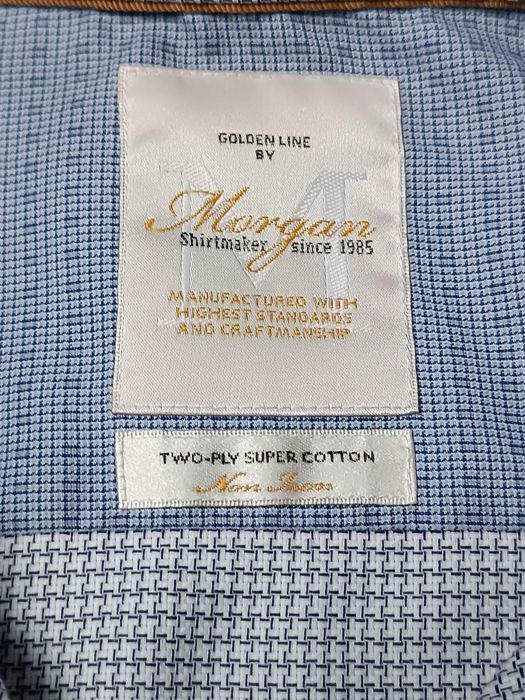 GOLDEN LINE
BY
M
Morgan
Shirtmaker since 1985
MANUFACTURED WITH
HIGHEST STANDARDS
AND CRAFTMANSHIP
TWO-PLY SUPER COTTON
Non Iron